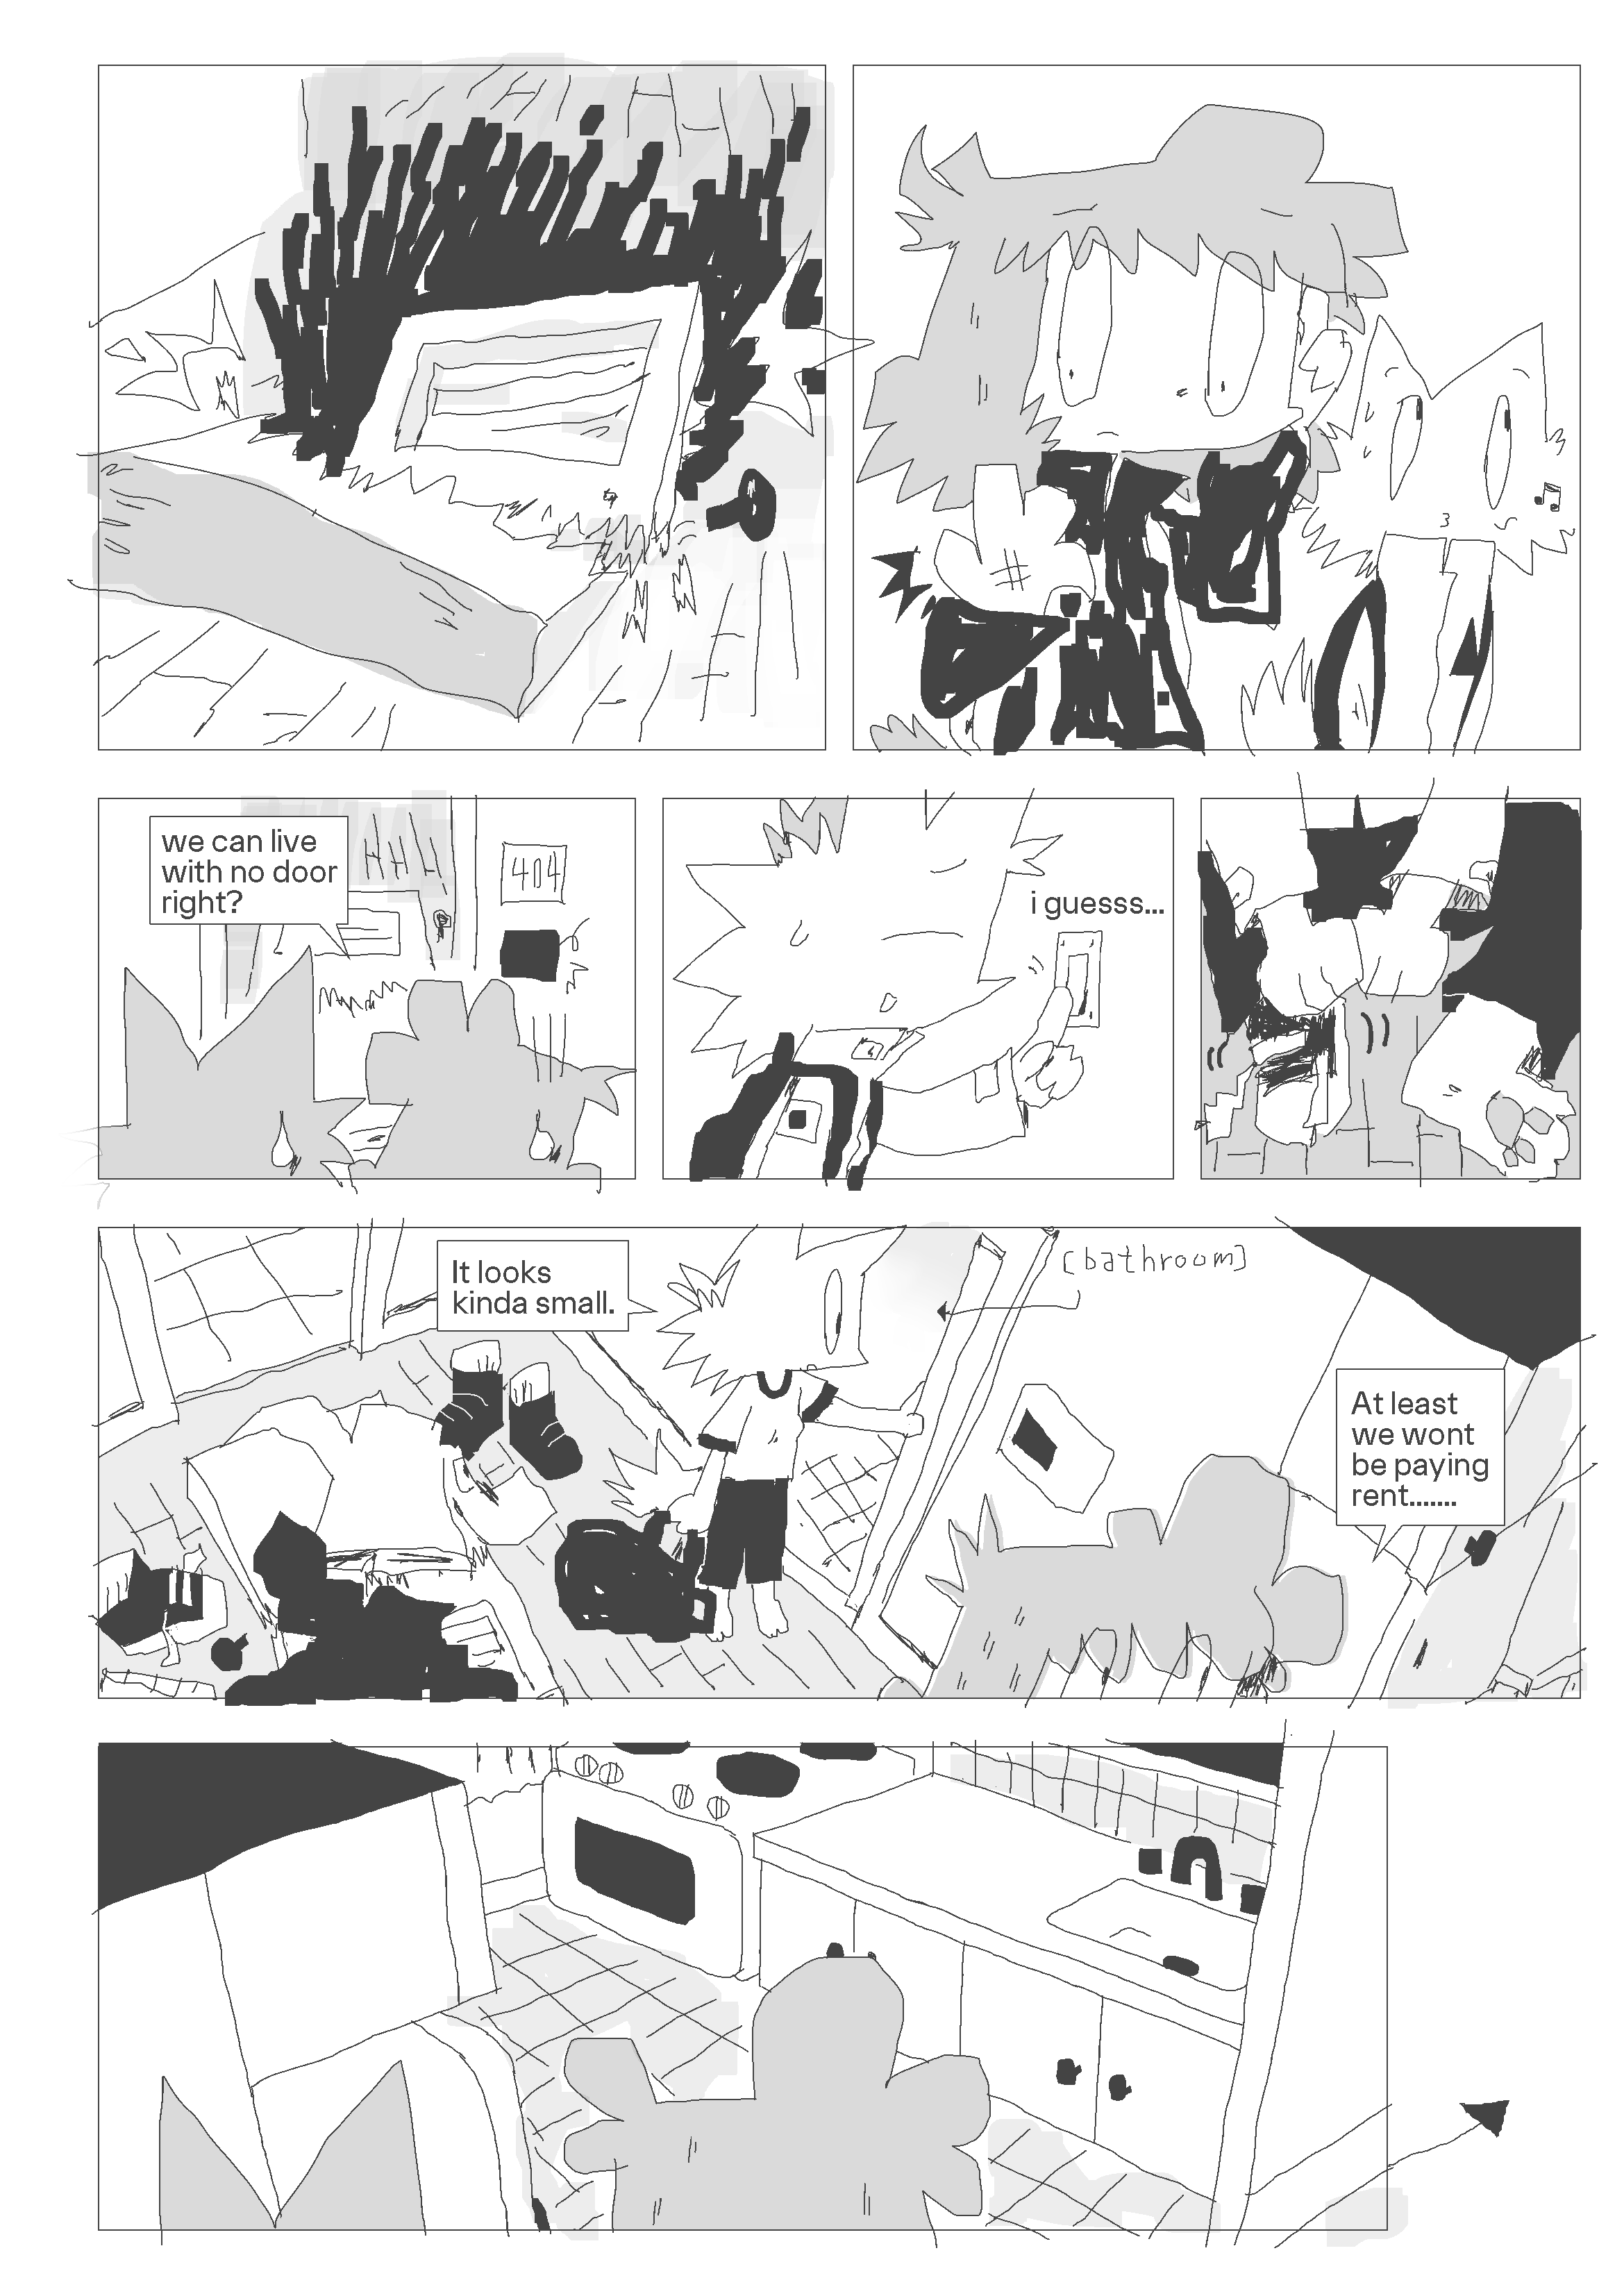 we can live
with no door
right?
404
i guesss...
It looks
kinda small.
[bathroom]
At least
we wont
be paying
rent.......